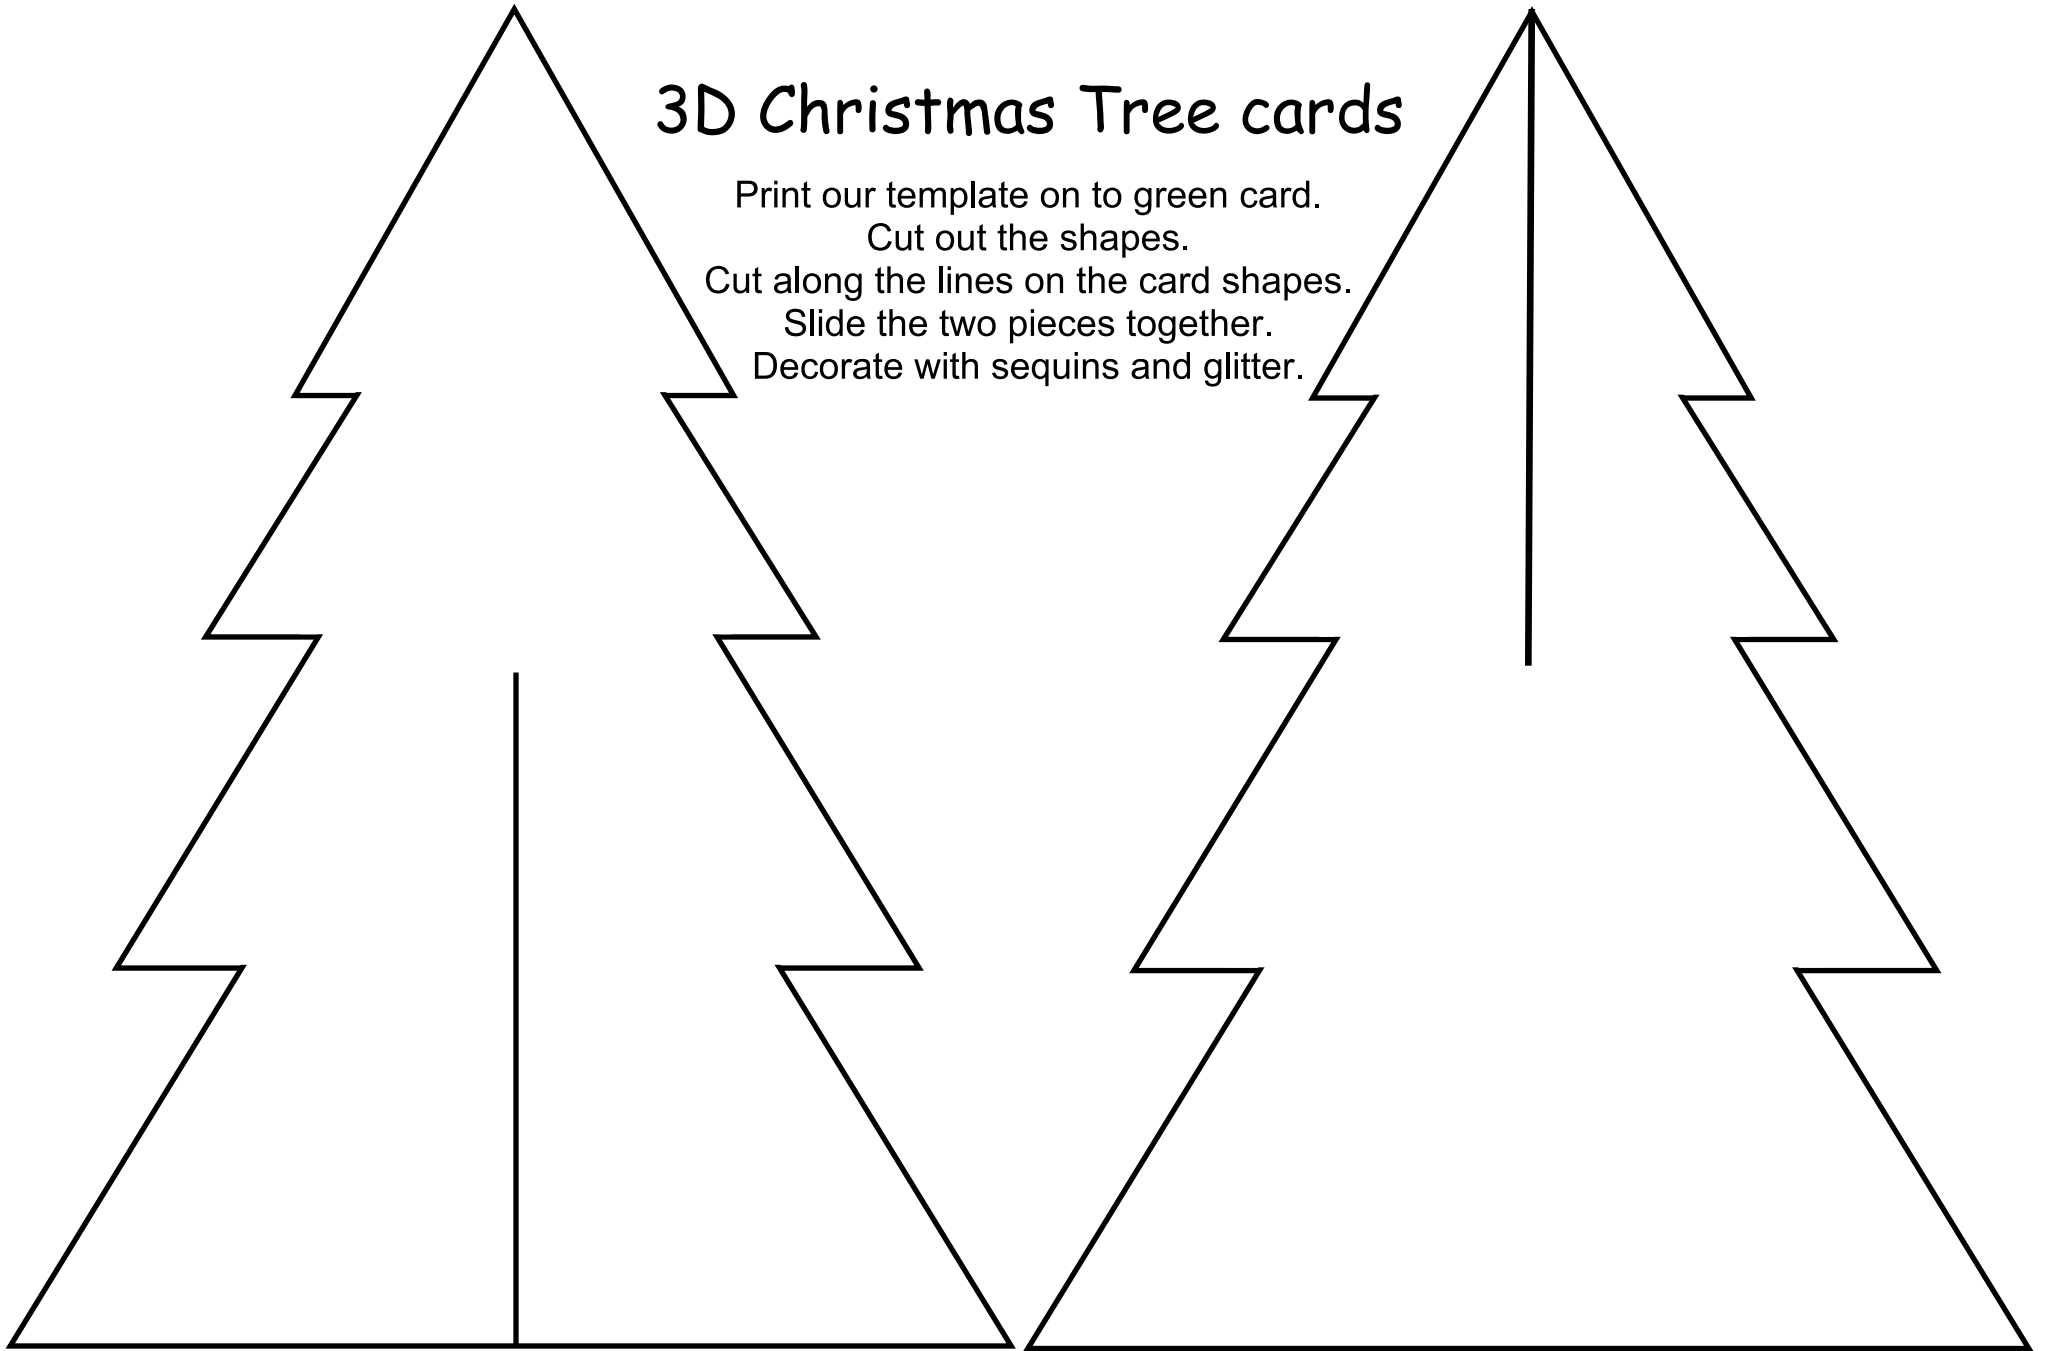 3D Christmas Tree cards
Print our template on to green card.
Cut out the shapes.
Cut along the lines on the card shapes.
Slide the two pieces together.
Decorate with sequins and glitter.